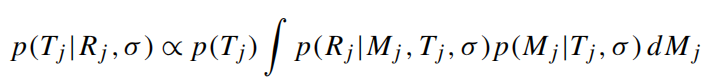 p(T_j|R_j, σ) ∝ p(T_j) ∫ p(R_j|M_j, T_j, σ)p(M_j|T_j, σ) dM_j